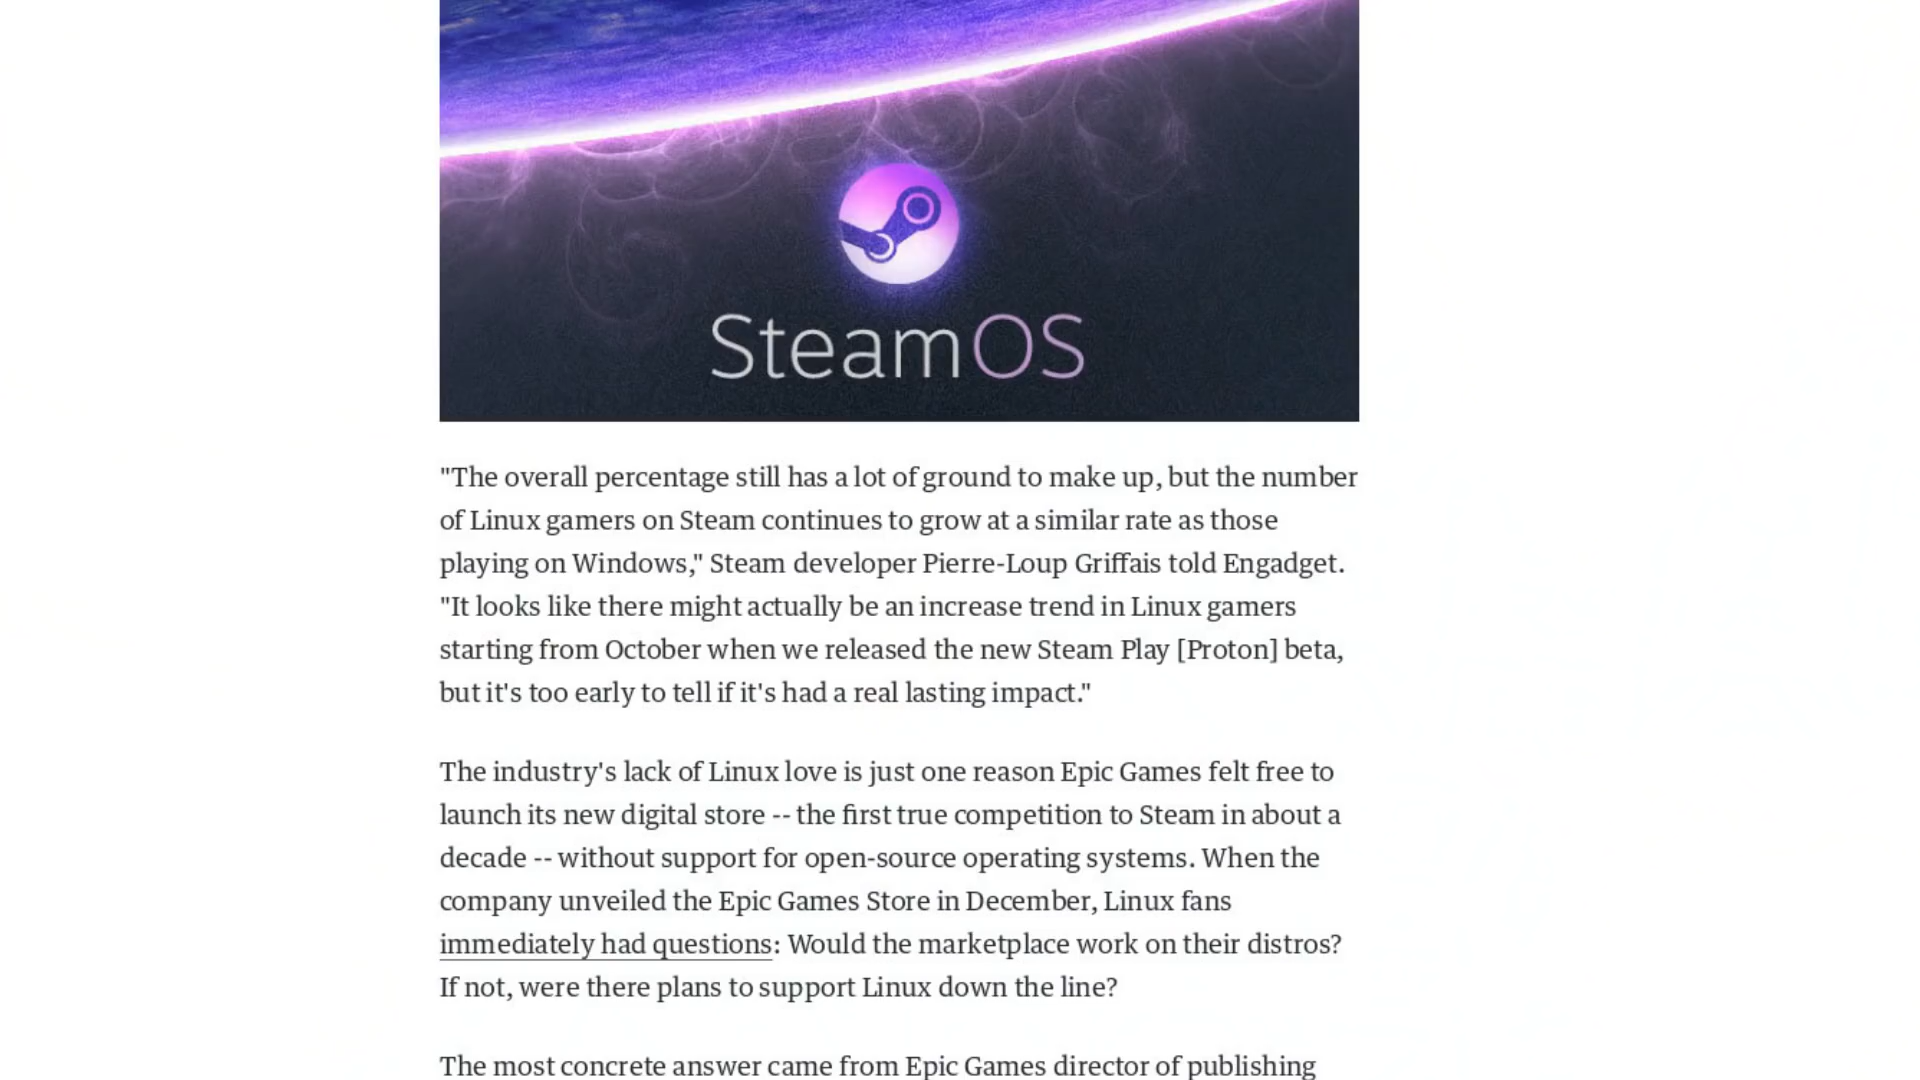 SteamOS
"The overall percentage still has a lot of ground to make up, but the number
of Linux gamers on Steam continues to grow at a similar rate as those
playing on Windows," Steam developer Pierre-Loup Griffais told Engadget.
"It looks like there might actually be an increase trend in Linux gamers
starting from October when we released the new Steam Play [Proton] beta,
but it's too early to tell if it's had a real lasting impact."
The industry's lack of Linux love is just one reason Epic Games felt free to
launch its new digital store -- the first true competition to Steam in about a
decade -- without support for open-source operating systems. When the
company unveiled the Epic Games Store in December, Linux fans
immediately had questions: Would the marketplace work on their distros?
If not, were there plans to support Linux down the line?
The most concrete answer came from Epic Games director of publishing